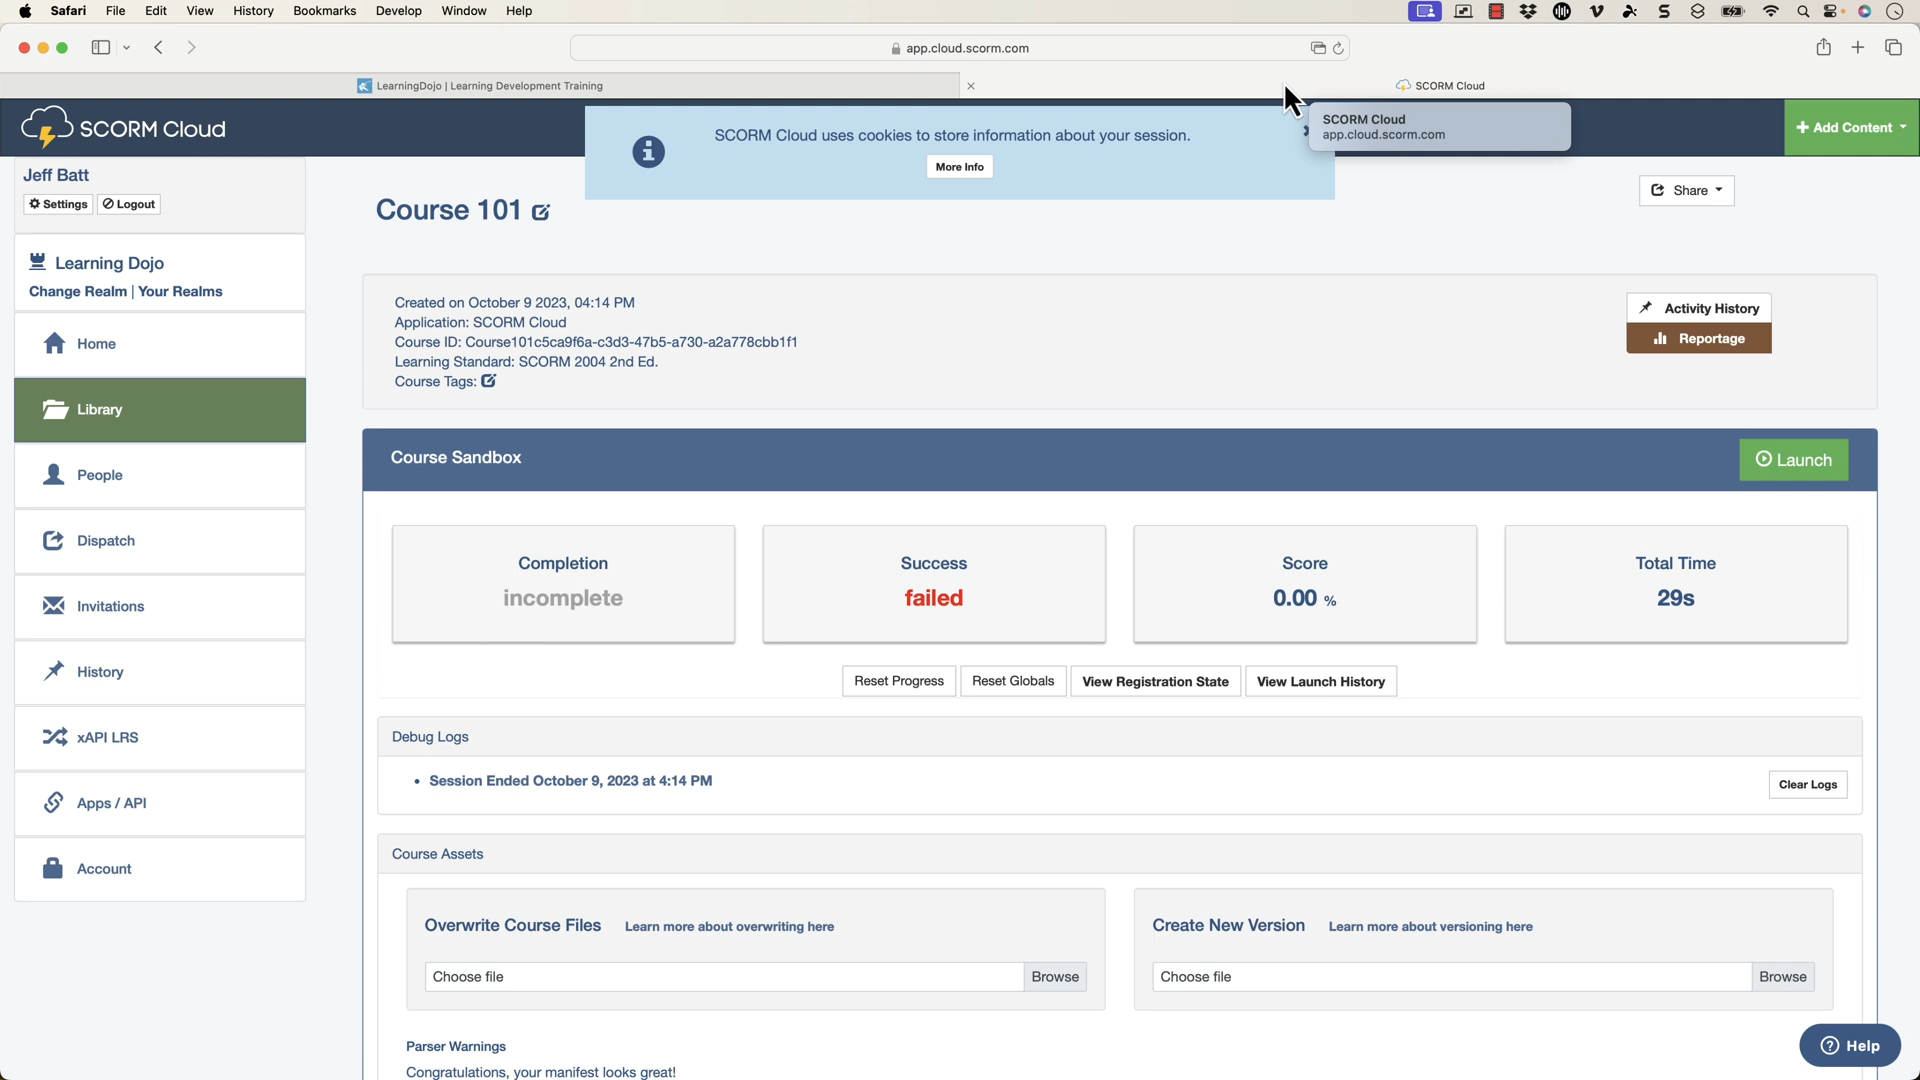 Safari File Edit View History Bookmarks Develop Window Help
app.cloud.scorm.com
LearningDojo | Learning Development Training
SCORM Cloud
SCORM Cloud
app.cloud.scorm.com
SCORM Cloud
SCORM Cloud uses cookies to store information about your session.
More Info
Add Content
Jeff Batt
Settings
Logout
Course 101
Share
Learning Dojo
Change Realm | Your Realms
Home
Library
People
Dispatch
Invitations
History
xAPI LRS
Apps / API
Account
Created on October 9 2023, 04:14 PM
Application: SCORM Cloud
Course ID: Course101c5ca9f6a-c3d3-47b5-a730-a2a778cbb1f1
Learning Standard: SCORM 2004 2nd Ed.
Course Tags:
Activity History
Reportage
Course Sandbox
Launch
Completion
incomplete
Success
failed
Score
0.00 %
Total Time
29s
Reset Progress
Reset Globals
View Registration State
View Launch History
Debug Logs
• Session Ended October 9, 2023 at 4:14 PM
Clear Logs
Course Assets
Overwrite Course Files Learn more about overwriting here
Choose file Browse
Create New Version Learn more about versioning here
Choose file Browse
Parser Warnings
Congratulations, your manifest looks great!
Help